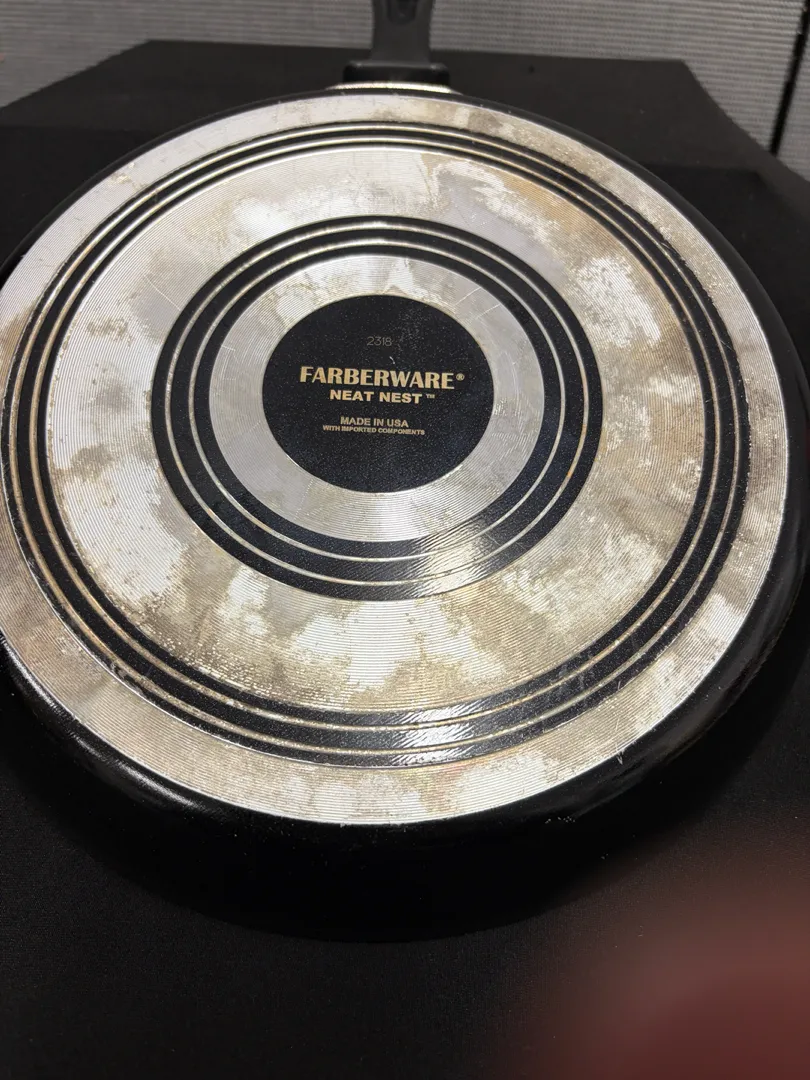 2318
FARBERWARE®
NEAT NEST™
MADE IN USA
WITH IMPORTED COMPONENTS